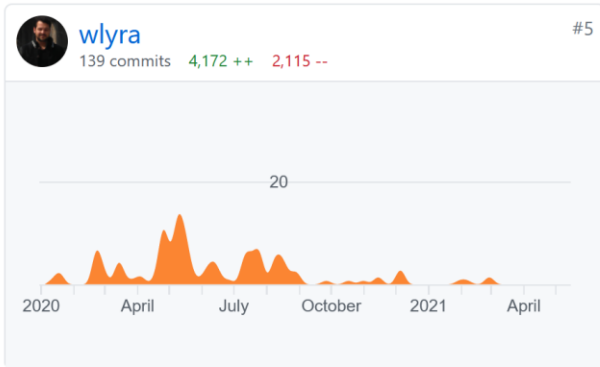 wlyra
#5
139 commits 4,172 ++ 2,115 --
20
2020 April July October 2021 April